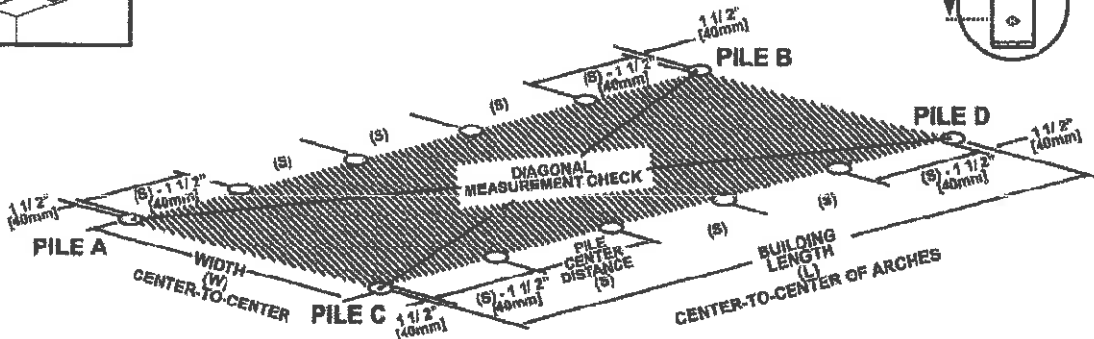 1 1/2"
[40mm]
PILE B
(S) - 1 1/2"
[40mm]
(S)
(S)
(S)
PILE D
1 1/2"
[40mm]
(S) - 1 1/2"
[40mm]
DIAGONAL
MEASUREMENT CHECK
(S) - 1 1/2"
[40mm]
1 1/2"
[40mm]
PILE A
(S)
(S)
WIDTH
(W)
CENTER-TO-CENTER
PILE
CENTER
DISTANCE
(S)
BUILDING
LENGTH
(L)
CENTER-TO-CENTER OF ARCHES
(S) - 1 1/2"
[40mm]
PILE C
1 1/2"
[40mm]